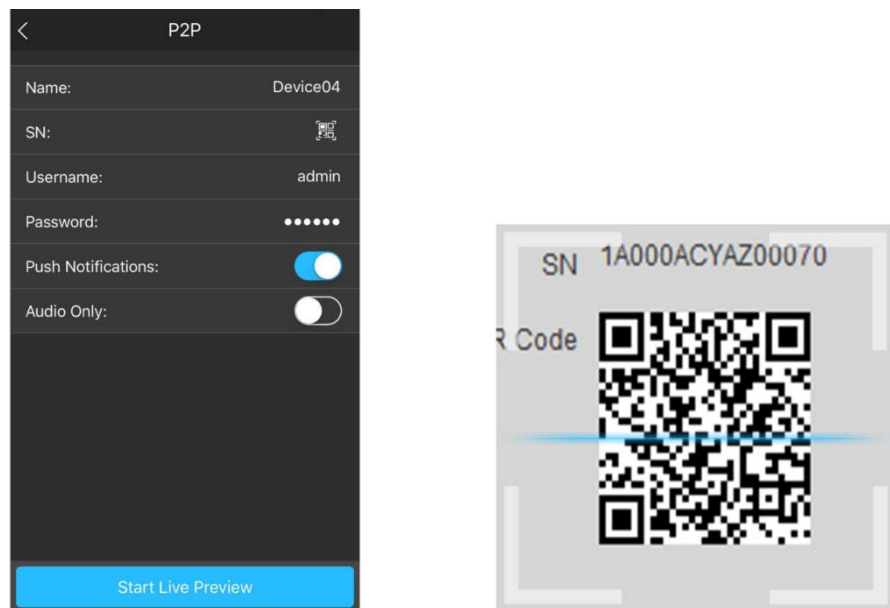 P2P
Name: Device04
SN:
Username: admin
Password: ••••••
Push Notifications:
Audio Only:
Start Live Preview
SN 1A000ACYAZ00070
R Code